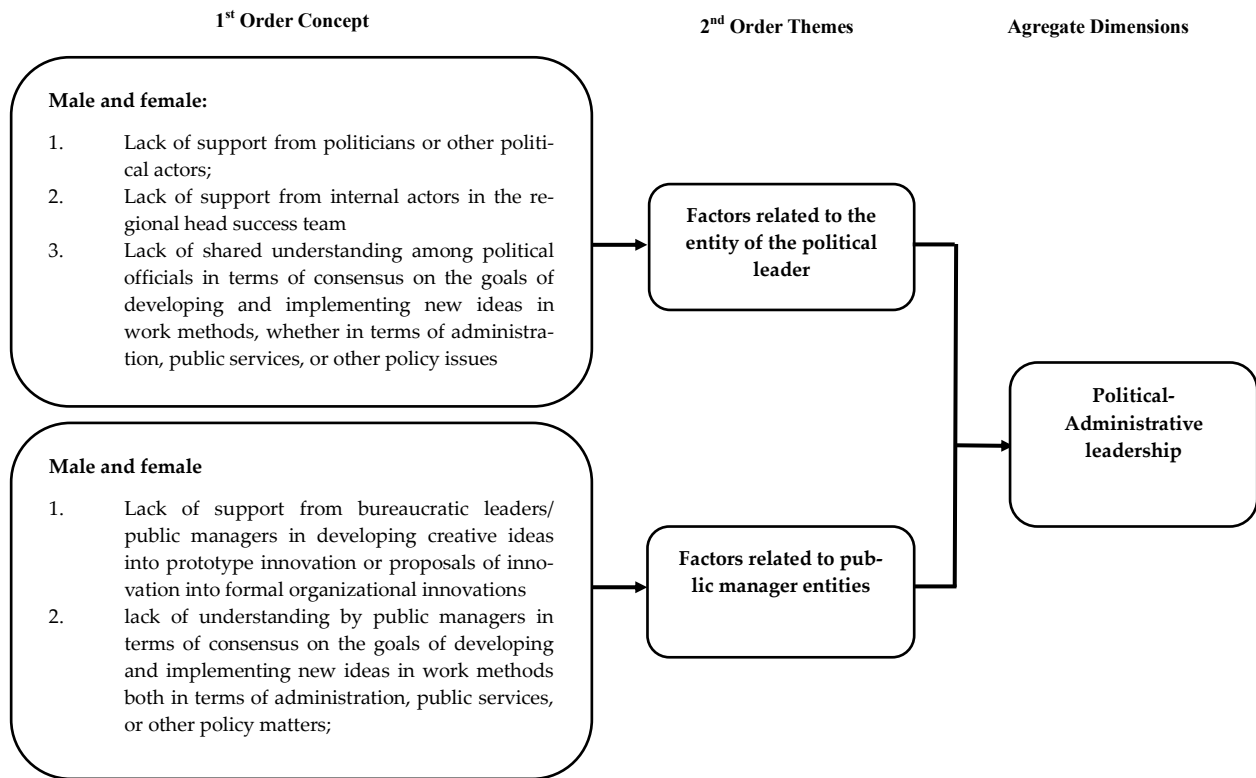 1st Order Concept
2nd Order Themes
Agregate Dimensions
Male and female:
1. Lack of support from politicians or other politi-
cal actors;
2. Lack of support from internal actors in the re-
gional head success team
3. Lack of shared understanding among political
officials in terms of consensus on the goals of
developing and implementing new ideas in
work methods, whether in terms of administra-
tion, public services, or other policy issues
Factors related to the
entity of the political
leader
Male and female
1. Lack of support from bureaucratic leaders/
public managers in developing creative ideas
into prototype innovation or proposals of inno-
vation into formal organizational innovations
2. lack of understanding by public managers in
terms of consensus on the goals of developing
and implementing new ideas in work methods
both in terms of administration, public services,
or other policy matters;
Factors related to pub-
lic manager entities
Political-
Administrative
leadership